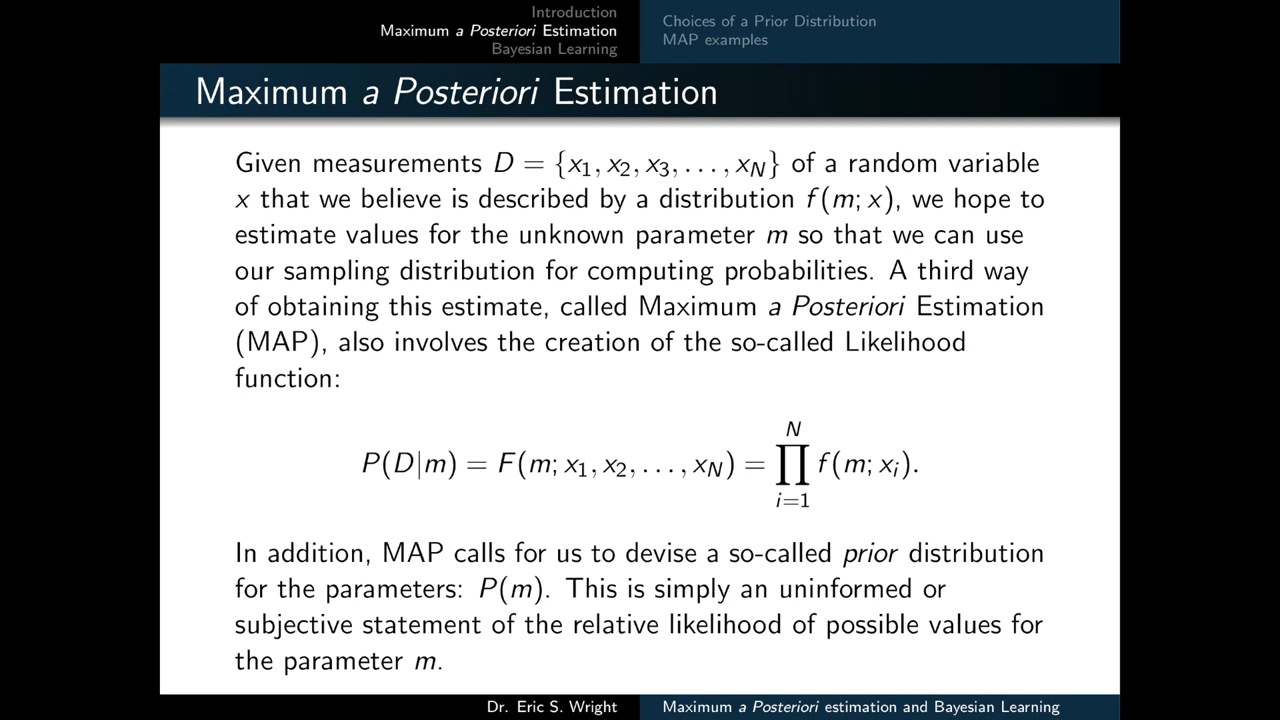 Introduction
Maximum a Posteriori Estimation
Bayesian Learning
Choices of a Prior Distribution
MAP examples
Maximum a Posteriori Estimation
Given measurements D = {x₁, x₂, x₃, . . . , x_N} of a random variable
x that we believe is described by a distribution f(m; x), we hope to
estimate values for the unknown parameter m so that we can use
our sampling distribution for computing probabilities. A third way
of obtaining this estimate, called Maximum a Posteriori Estimation
(MAP), also involves the creation of the so-called Likelihood
function:
P(D|m) = F(m; x₁, x₂, . . . , x_N) = ∏_{i=1}^{N} f(m; x_i).
In addition, MAP calls for us to devise a so-called prior distribution
for the parameters: P(m). This is simply an uninformed or
subjective statement of the relative likelihood of possible values for
the parameter m.
Dr. Eric S. Wright
Maximum a Posteriori estimation and Bayesian Learning